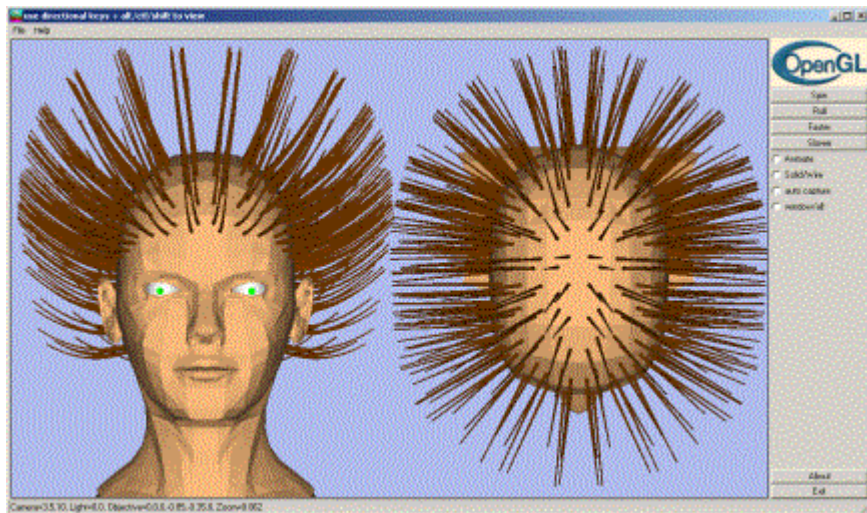 use directional keys + alt/ctl/shift to view
File Help
OpenGL
Spin
Roll
Faster
Slower
Animate
Solid/Wire
auto capture
window/all
About
Exit